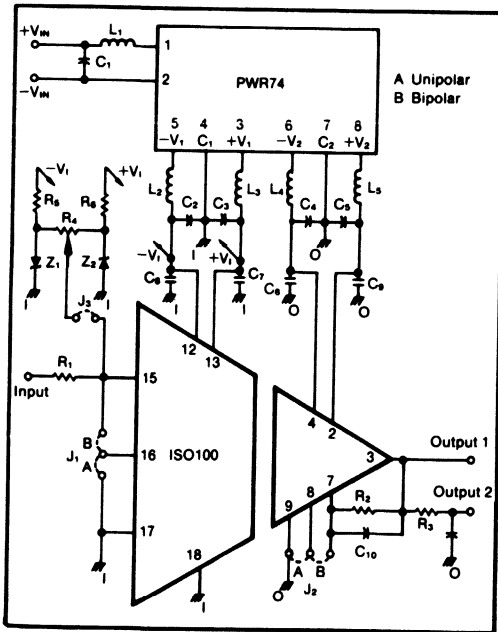 +VIN
L1
1
C1
2
−VIN
PWR74
A Unipolar
B Bipolar
5 4 3 6 7 8
−V1 C1 +V1 −V2 C2 +V2
−V1
+V1
R5
R6
R4
L2 L3 L4 L5
C2 C3 C4 C5
I O
Z1 Z2
−V1 +V1
C6 C7 C8 C9
I I
I I O O
J3
12 13
R1
Input
15
4 2
B
J1
A
16
ISO100
3
Output 1
9 8 7
R2
Output 2
R3
17
C10
A B
J2
18
O
O
I
I